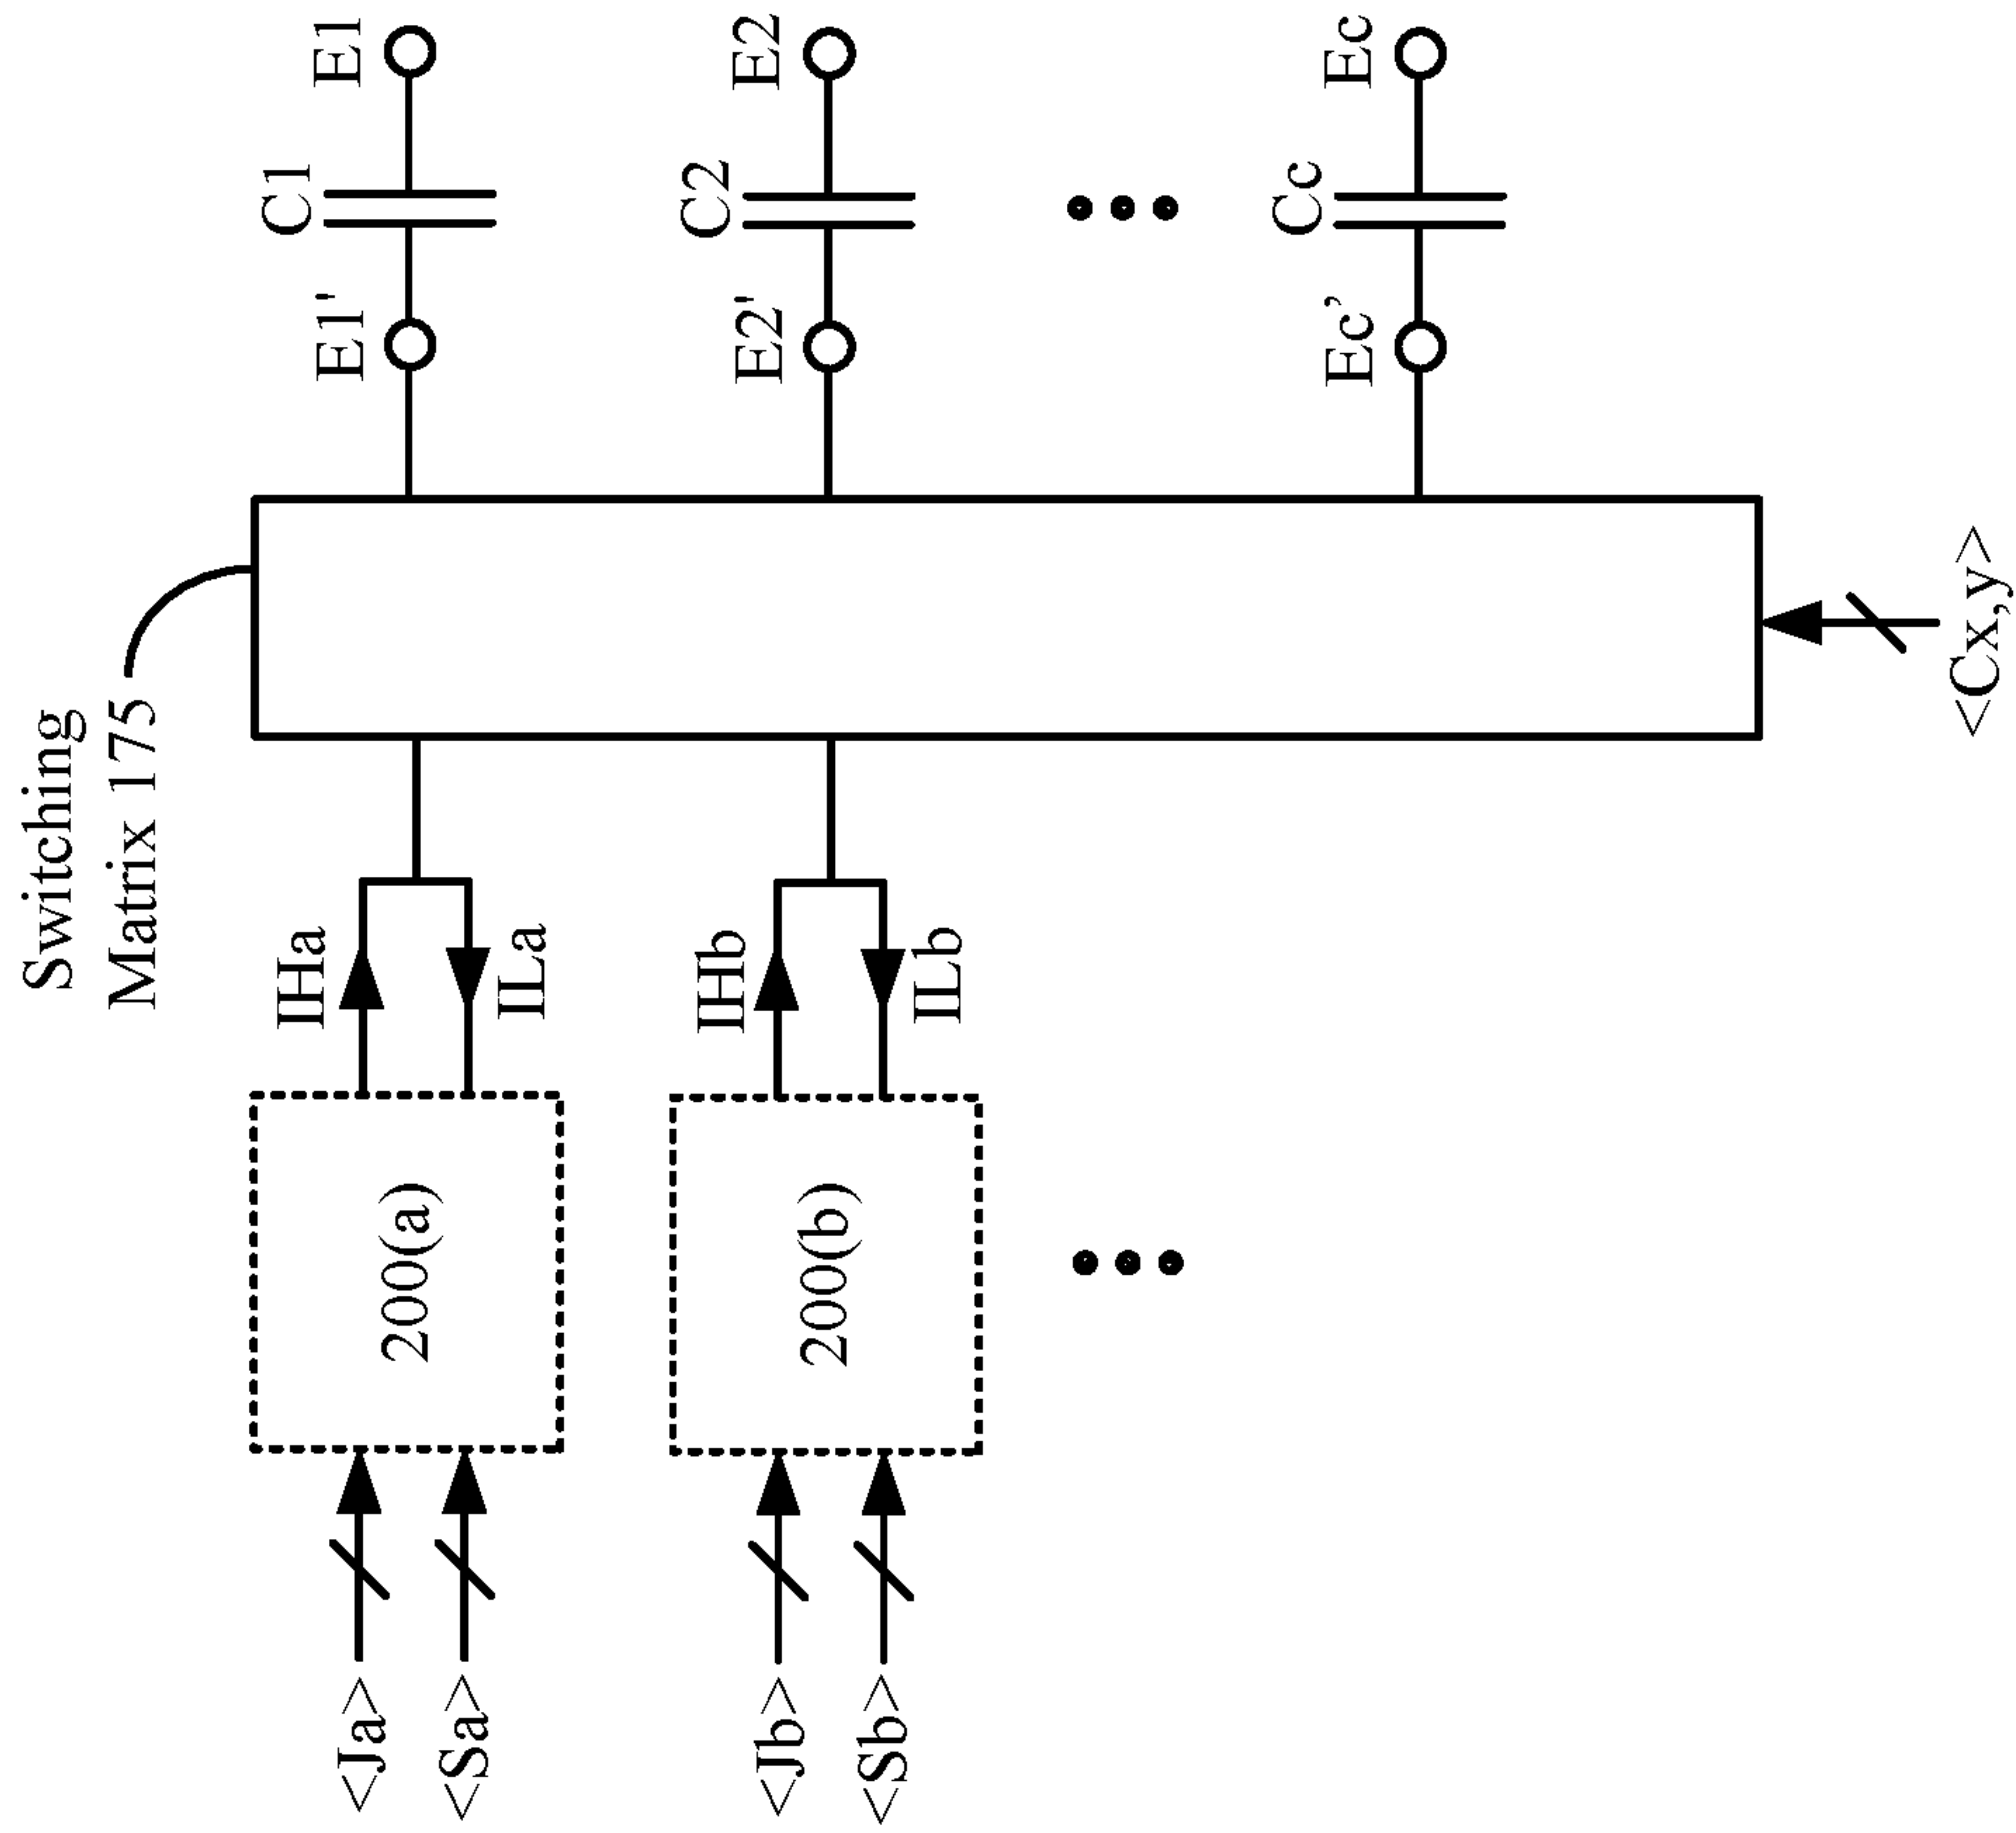 Switching
Matrix 175
<Ja>
<Sa>
200(a)
IHa
ILa
E1'
C1
E1
<Jb>
<Sb>
200(b)
IHb
ILb
E2'
C2
E2
Ec’
Cc
Ec
<Cx,y>